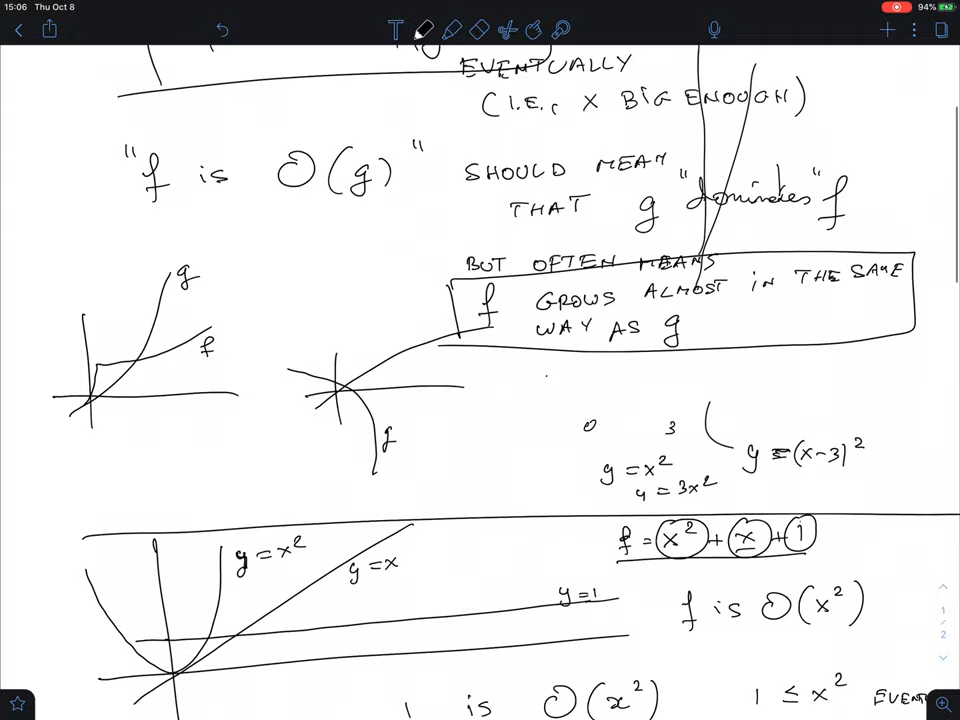 15:06 Thu Oct 8
94%
EVENTUALLY
(I.E., X BIG ENOUGH)
"f is O(g)"
SHOULD MEAN
THAT g "dominates" f
BUT OFTEN MEANS
f GROWS ALMOST IN THE SAME
WAY AS g
g
f
0 3
y = x²
y = 3x²
y = (x-3)²
f = x² + x + 1
y = x²
y = x
y = 1
f is O(x²)
1 is O(x²)
1 ≤ x²
1
/
2